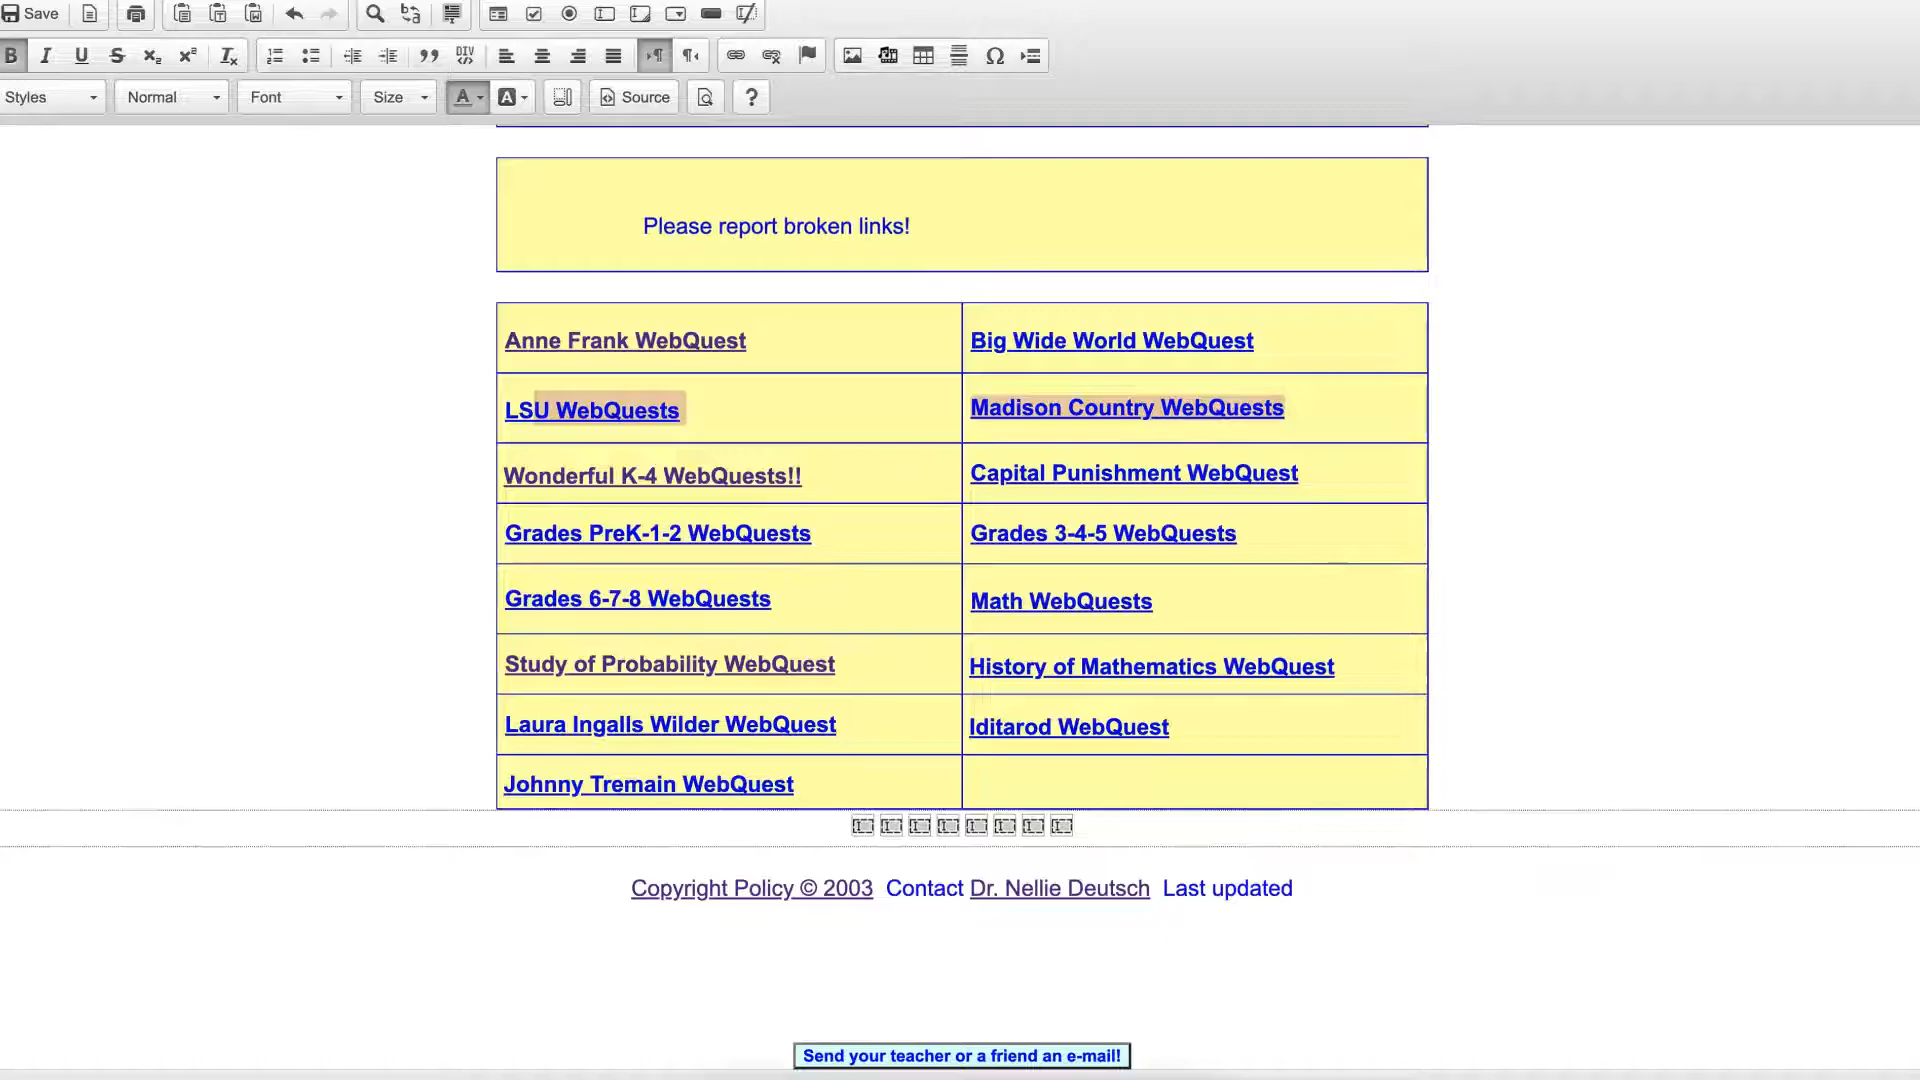 Save
B I U S x₂ x² Ix
Styles Normal Font Size A A Source ?
Please report broken links!
Anne Frank WebQuest Big Wide World WebQuest
LSU WebQuests Madison Country WebQuests
Wonderful K-4 WebQuests!! Capital Punishment WebQuest
Grades PreK-1-2 WebQuests Grades 3-4-5 WebQuests
Grades 6-7-8 WebQuests Math WebQuests
Study of Probability WebQuest History of Mathematics WebQuest
Laura Ingalls Wilder WebQuest Iditarod WebQuest
Johnny Tremain WebQuest
Copyright Policy © 2003 Contact Dr. Nellie Deutsch Last updated
Send your teacher or a friend an e-mail!